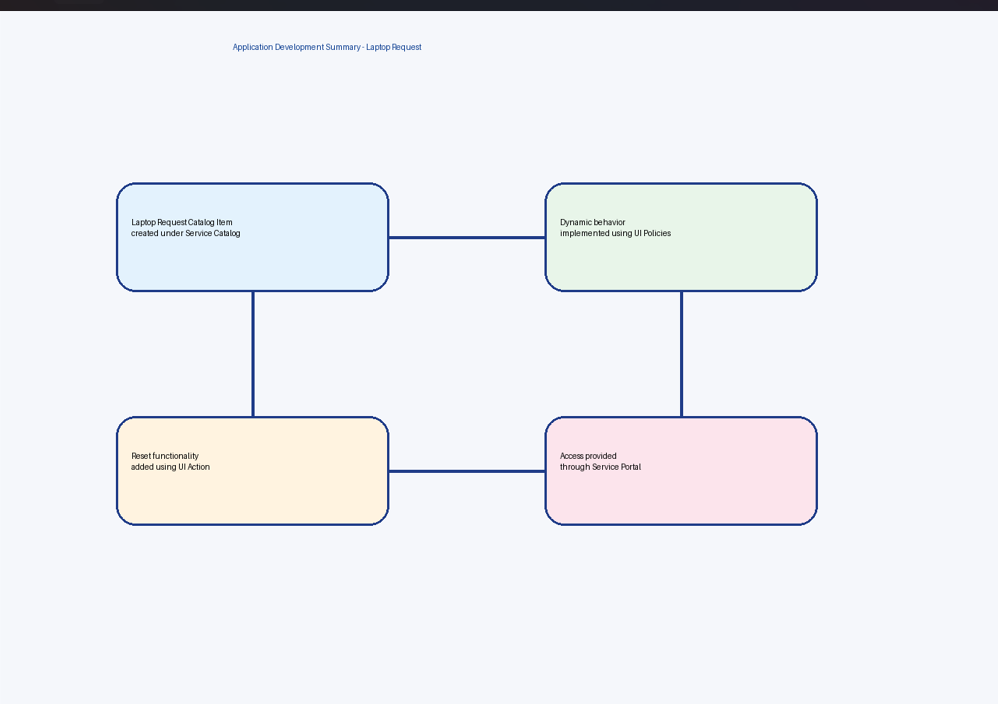 Application Development Summary - Laptop Request
Laptop Request Catalog Item
created under Service Catalog
Dynamic behavior
implemented using UI Policies
Reset functionality
added using UI Action
Access provided
through Service Portal